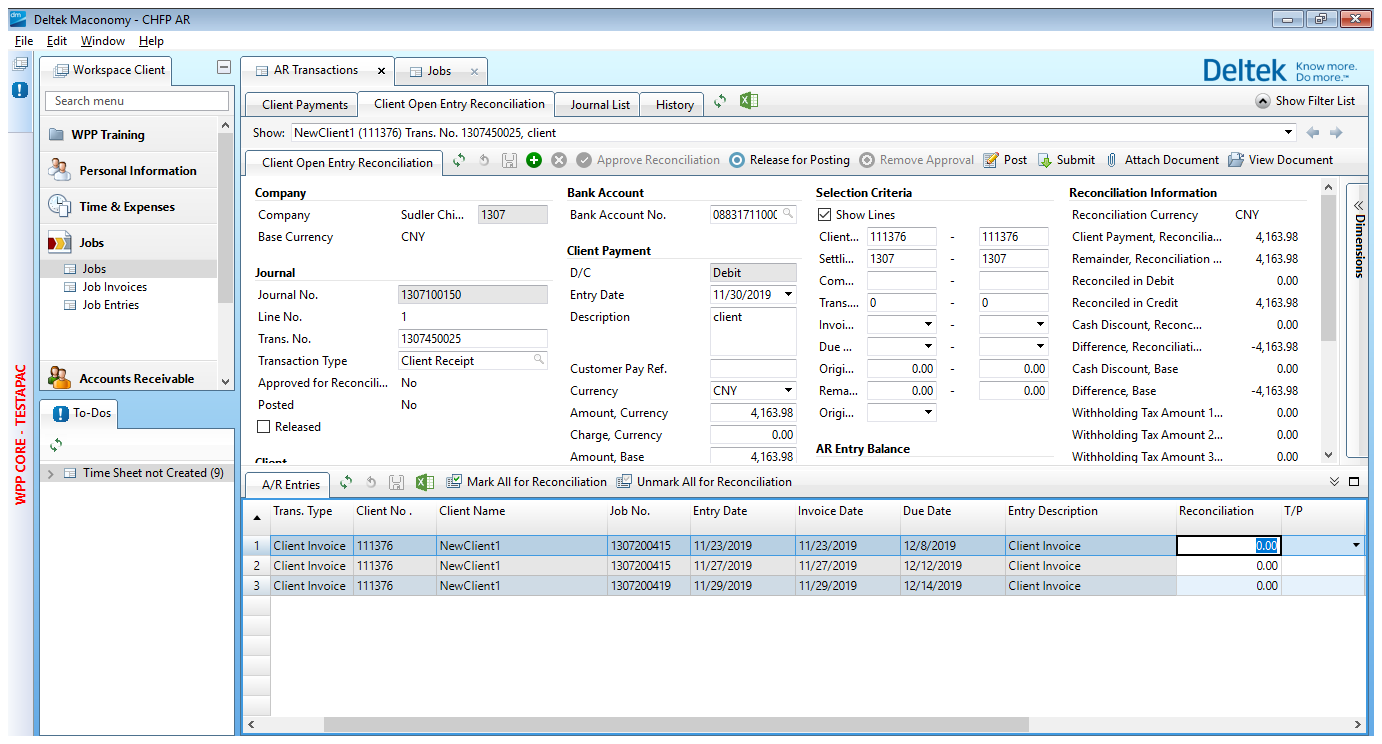 Deltek Maconomy - CHFP AR
File Edit Window Help
Workspace Client
Search menu
WPP Training
Personal Information
Time & Expenses
Jobs
Jobs
Job Invoices
Job Entries
Accounts Receivable
To-Dos
Time Sheet not Created (9)
WPP CORE - TESTAPAC
AR Transactions Jobs
Deltek Know more. Do more.™
Client Payments Client Open Entry Reconciliation Journal List History Show Filter List
Show: NewClient1 (111376) Trans. No. 1307450025, client
Client Open Entry Reconciliation Approve Reconciliation Release for Posting Remove Approval Post Submit Attach Document View Document
Company
Company Sudler Chi... 1307
Base Currency CNY
Journal
Journal No. 1307100150
Line No. 1
Trans. No. 1307450025
Transaction Type Client Receipt
Approved for Reconcili... No
Posted No
Released
Client
Bank Account
Bank Account No. 08831711000
Client Payment
D/C Debit
Entry Date 11/30/2019
Description client
Customer Pay Ref.
Currency CNY
Amount, Currency 4,163.98
Charge, Currency 0.00
Amount, Base 4,163.98
Selection Criteria
Show Lines
Client... 111376 - 111376
Settli... 1307 - 1307
Com... -
Trans.... 0 - 0
Invoi... -
Due ... -
Origi... 0.00 - 0.00
Rema... 0.00 - 0.00
Origi...
AR Entry Balance
Reconciliation Information
Reconciliation Currency CNY
Client Payment, Reconcilia... 4,163.98
Remainder, Reconciliation ... 4,163.98
Reconciled in Debit 0.00
Reconciled in Credit 4,163.98
Cash Discount, Reconc... 0.00
Difference, Reconciliati... -4,163.98
Cash Discount, Base 0.00
Difference, Base -4,163.98
Withholding Tax Amount 1... 0.00
Withholding Tax Amount 2... 0.00
Withholding Tax Amount 3... 0.00
Dimensions
A/R Entries Mark All for Reconciliation Unmark All for Reconciliation
Trans. Type Client No . Client Name Job No. Entry Date Invoice Date Due Date Entry Description Reconciliation T/P
1 Client Invoice 111376 NewClient1 1307200415 11/23/2019 11/23/2019 12/8/2019 Client Invoice 0.00
2 Client Invoice 111376 NewClient1 1307200415 11/27/2019 11/27/2019 12/12/2019 Client Invoice 0.00
3 Client Invoice 111376 NewClient1 1307200419 11/29/2019 11/29/2019 12/14/2019 Client Invoice 0.00